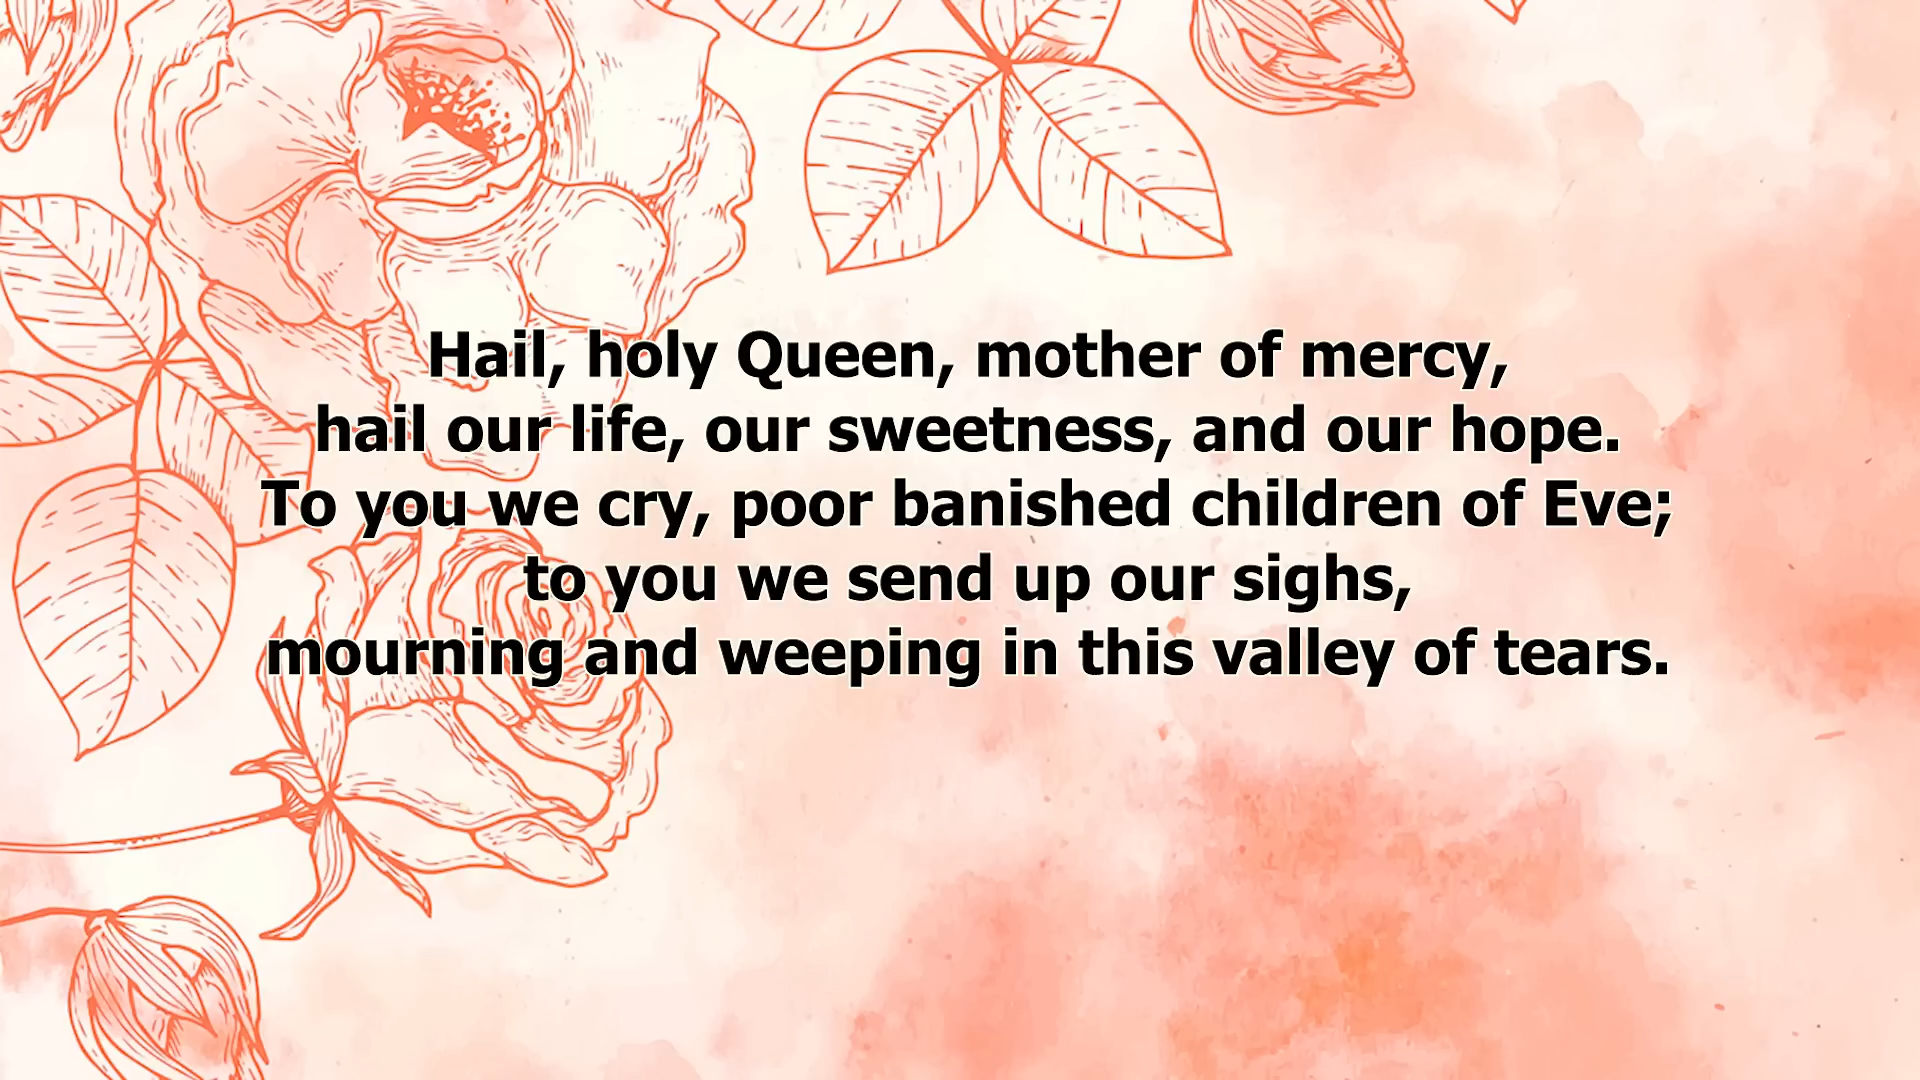 Hail, holy Queen, mother of mercy,
hail our life, our sweetness, and our hope.
To you we cry, poor banished children of Eve;
to you we send up our sighs,
mourning and weeping in this valley of tears.